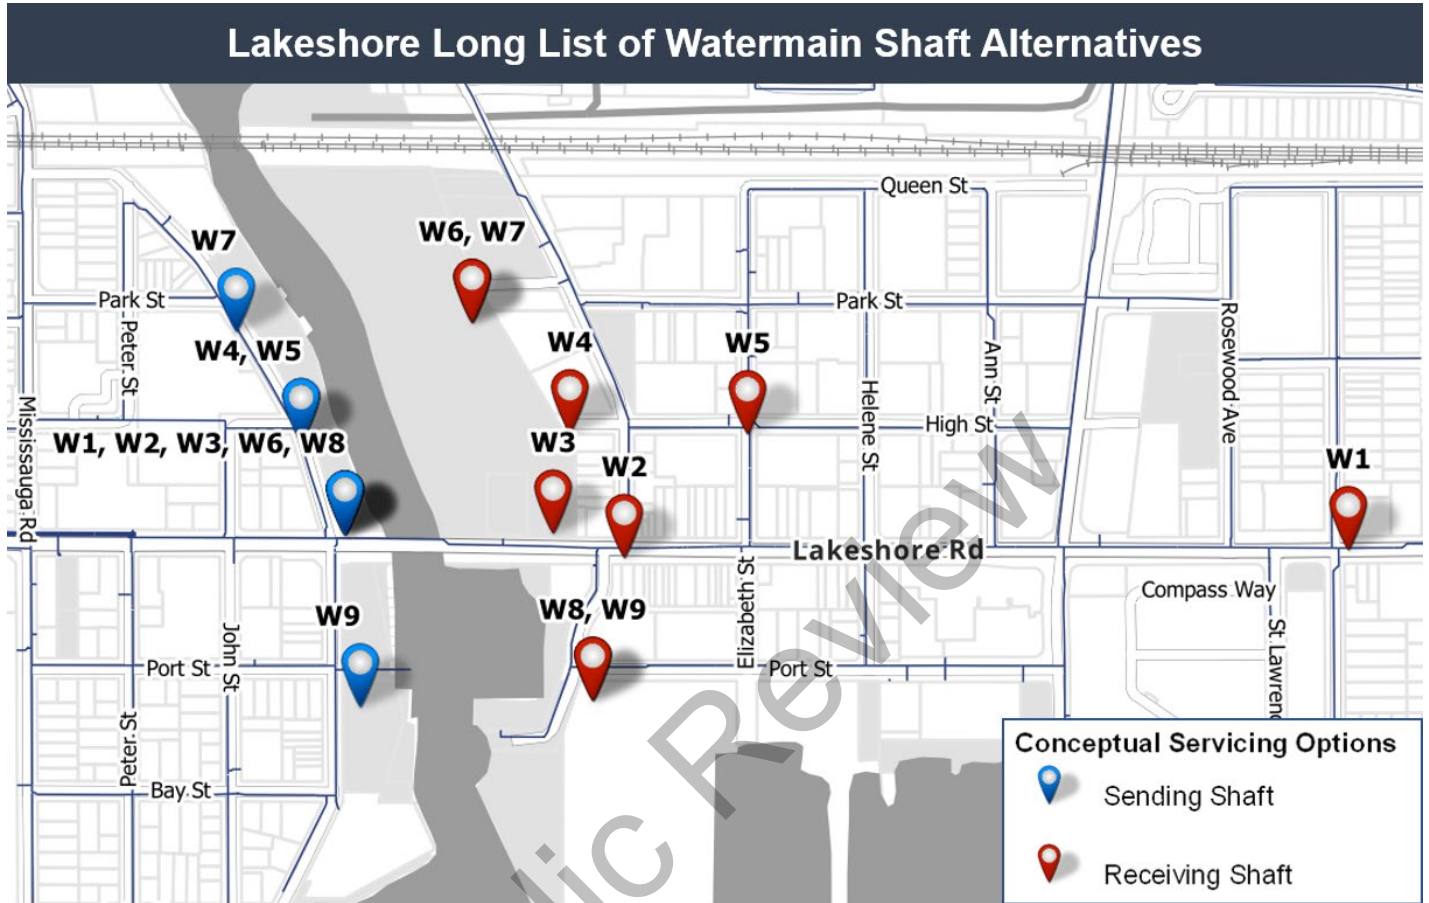 Lakeshore Long List of Watermain Shaft Alternatives
Queen St
W7
W6, W7
Park St
Park St
Peter St
W4, W5
W4
W5
Ann St
Rosewood Ave
Mississauga Rd
Helene St
High St
W1, W2, W3, W6, W8
W3
W2
W1
Lakeshore Rd
Elizabeth St
Compass Way
W9
W8, W9
John St
St Lawrenc
Port St
Port St
Peter St
Bay St
Conceptual Servicing Options
Sending Shaft
Receiving Shaft
lic Review